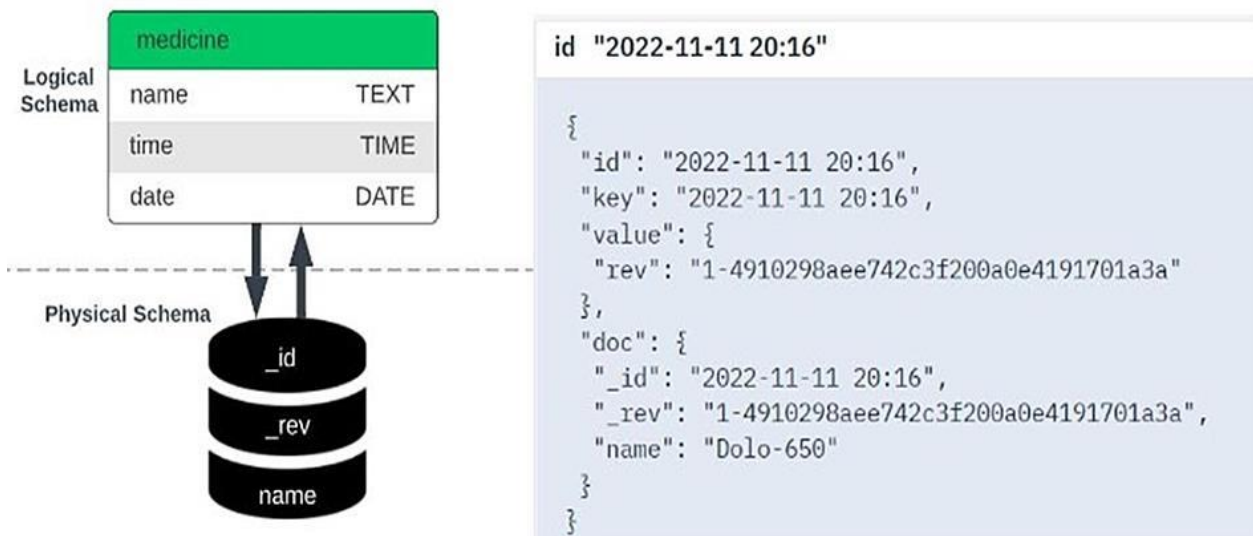 medicine
Logical
Schema
name TEXT
time TIME
date DATE
Physical Schema
_id
_rev
name
id "2022-11-11 20:16"
{
"id": "2022-11-11 20:16",
"key": "2022-11-11 20:16",
"value": {
"rev": "1-4910298aee742c3f200a0e4191701a3a"
},
"doc": {
"_id": "2022-11-11 20:16",
"_rev": "1-4910298aee742c3f200a0e4191701a3a",
"name": "Dolo-650"
}
}